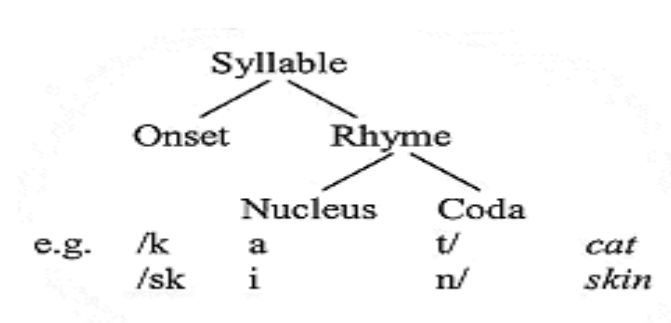 Syllable
Onset Rhyme
Nucleus Coda
e.g. /k a t/ cat
/sk i n/ skin